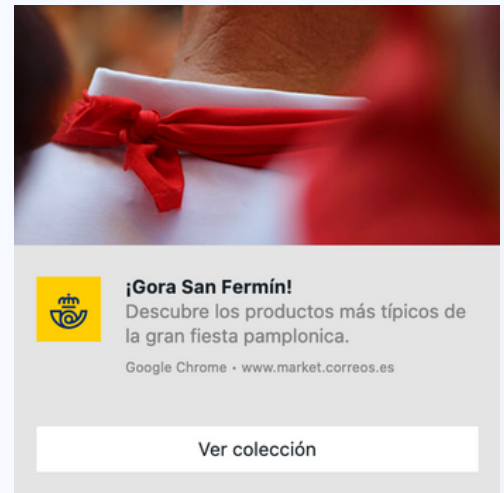 ¡Gora San Fermín!
Descubre los productos más típicos de
la gran fiesta pamplonica.
Google Chrome • www.market.correos.es
Ver colección